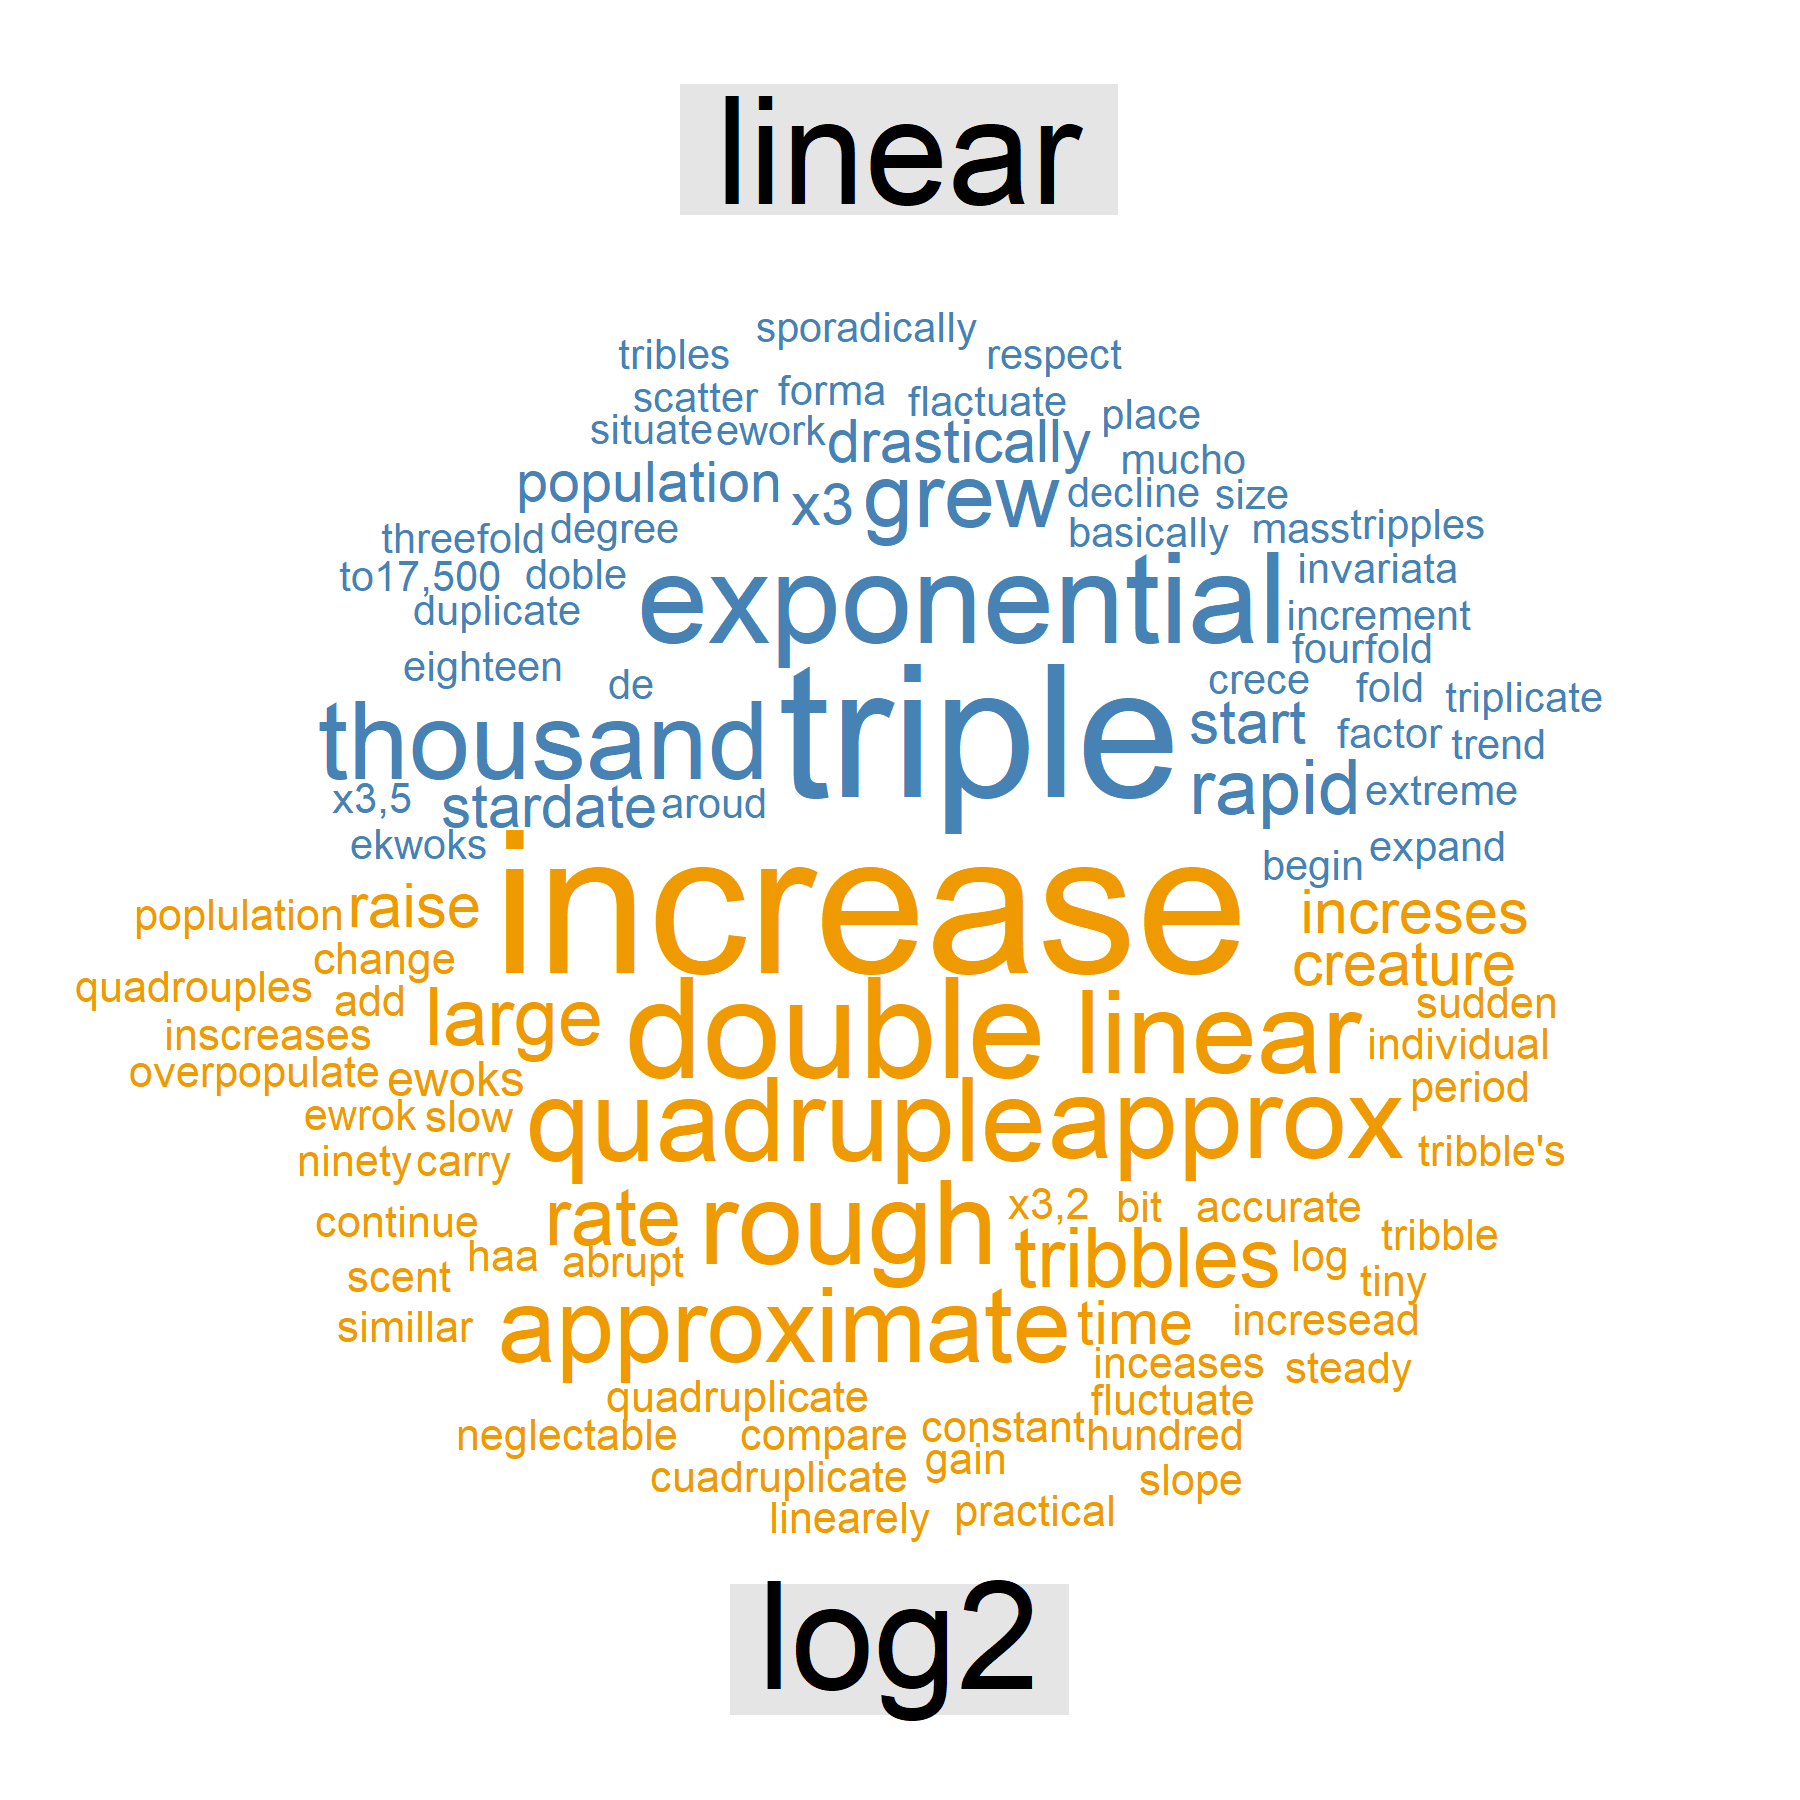 linear
sporadically
tribles respect
scatter forma flactuate
situate ework drastically place
mucho
population x3 grew decline size
threefold degree basically mass tripples
to17,500 doble exponential invariata
duplicate increment
fourfold
eighteen de crece fold triplicate
thousand triple start factor trend
x3,5 stardate aroud rapid extreme
ekwoks begin expand
increase
poplulation raise increses
change creature
quadrouples add large double linear sudden
inscreases individual
overpopulate ewoks period
ewrok slow quadruple approx
ninety carry tribble's
continue rate rough x3,2 bit accurate tribble
scent haa abrupt tribbles log tiny
simillar approximate time incresead
inceases steady
quadruplicate fluctuate
neglectable compare constant hundred
cuadruplicate gain slope
linearely practical
log2